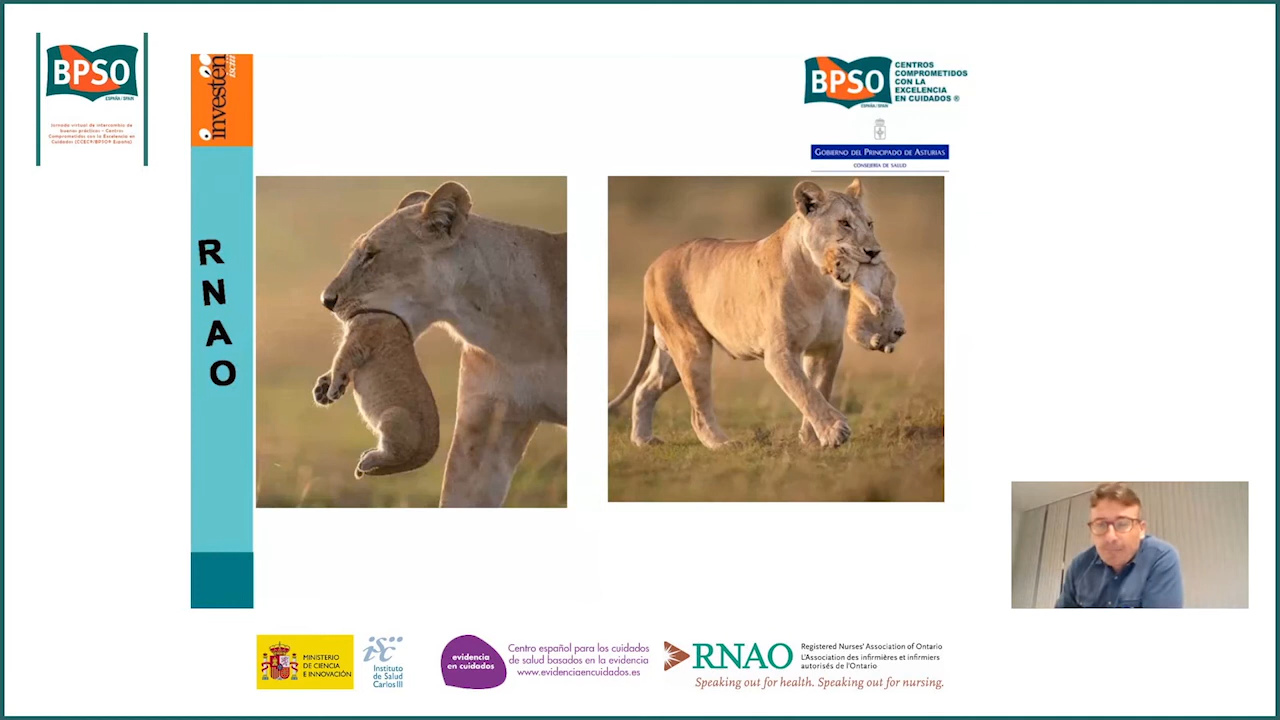 BPSO
ESPAÑA / SPAIN
Jornada virtual de intercambio de
buenas prácticas - Centros
Comprometidos con la Excelencia en
Cuidados (CCEC®/BPSO® España)
investén
isciii
RNAO
BPSO
ESPAÑA / SPAIN
CENTROS
COMPROMETIDOS
CON LA
EXCELENCIA
EN CUIDADOS ®
GOBIERNO DEL PRINCIPADO DE ASTURIAS
CONSEJERÍA DE SALUD
MINISTERIO
DE CIENCIA
E INNOVACIÓN
isc
Instituto
de Salud
Carlos III
evidencia
en cuidados
Centro español para los cuidados
de salud basados en la evidencia
www.evidenciaencuidados.es
RNAO
Registered Nurses' Association of Ontario
L'Association des infirmières et infirmiers
autorisés de l'Ontario
Speaking out for health. Speaking out for nursing.